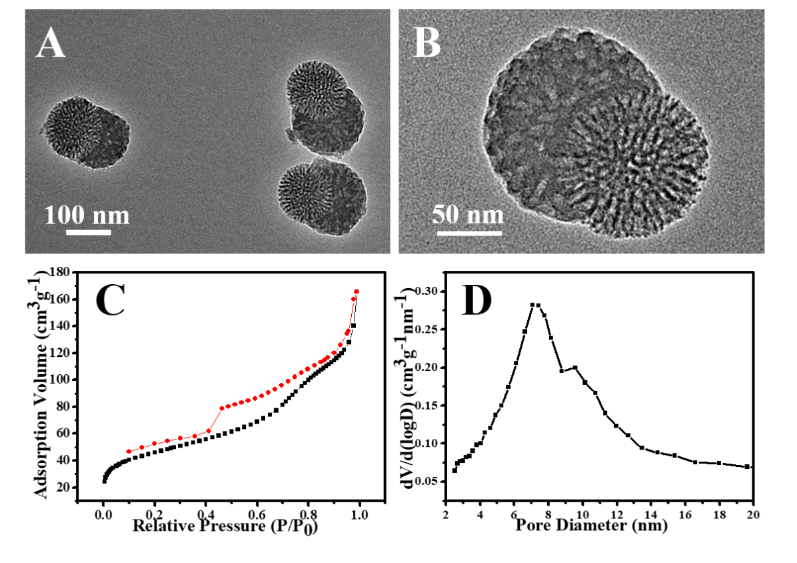 A
100 nm
B
50 nm
C
Adsorption Volume (cm³g⁻¹)
180
160
140
120
100
80
60
40
20
0.0 0.2 0.4 0.6 0.8 1.0
Relative Pressure (P/P₀)
D
dV/d(logD) (cm³g⁻¹nm⁻¹)
0.30
0.25
0.20
0.15
0.10
0.05
2 4 6 8 10 12 14 16 18 20
Pore Diameter (nm)